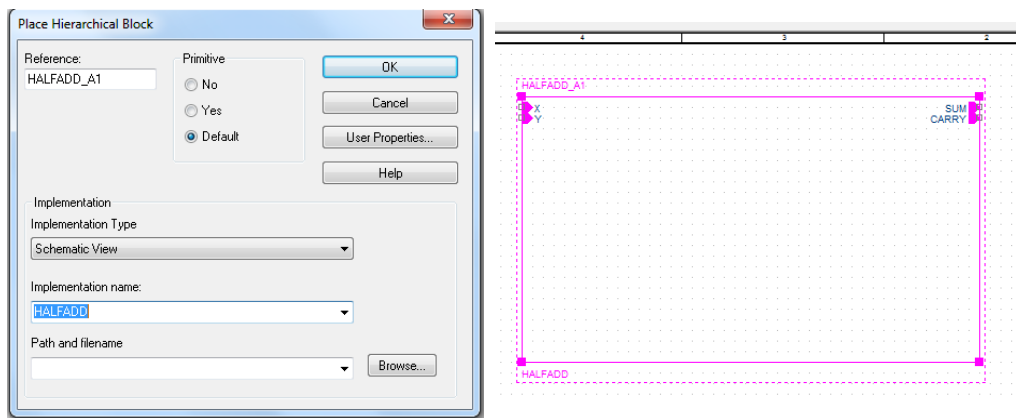 Place Hierarchical Block
Reference:
HALFADD_A1
Primitive
No
Yes
Default
OK
Cancel
User Properties...
Help
Implementation
Implementation Type
Schematic View
Implementation name:
HALFADD
Path and filename
Browse...
4 3 2
HALFADD_A1
X SUM
Y CARRY
HALFADD